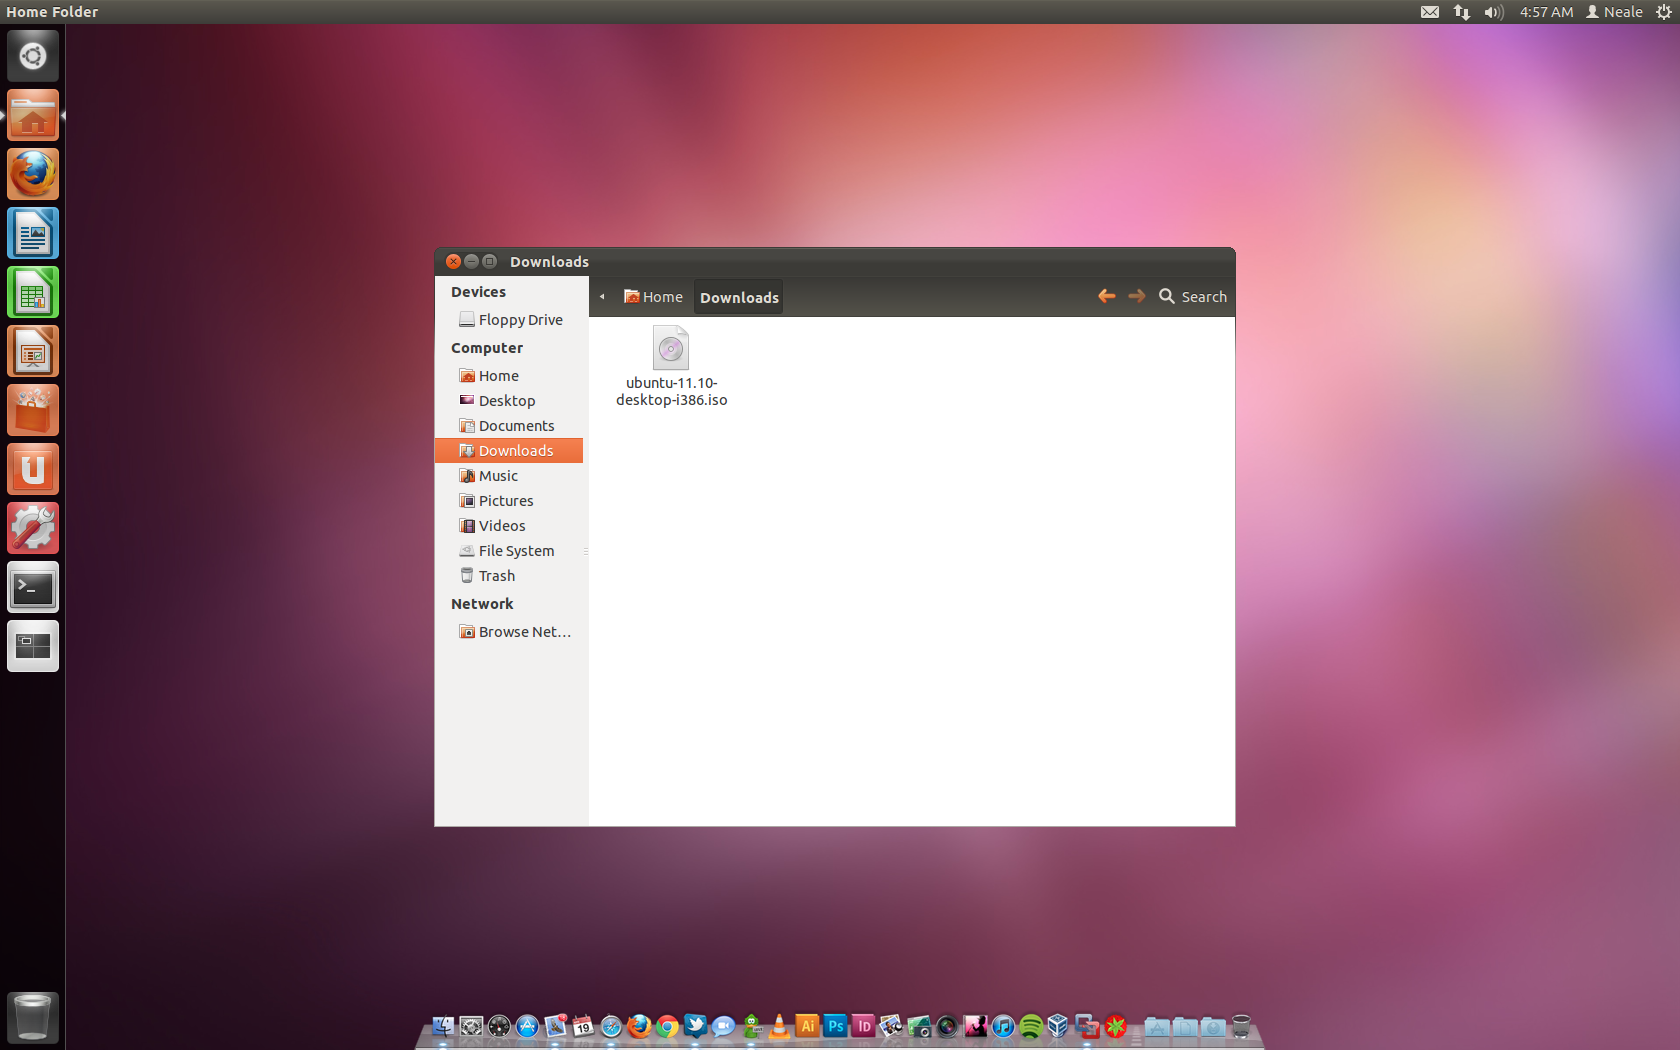 Home Folder
4:57 AM Neale
Downloads
Devices
Floppy Drive
Computer
Home
Desktop
Documents
Downloads
Music
Pictures
Videos
File System
Trash
Network
Browse Net…
Home Downloads Search
ubuntu-11.10-
desktop-i386.iso
>_
19 Ai Ps ID